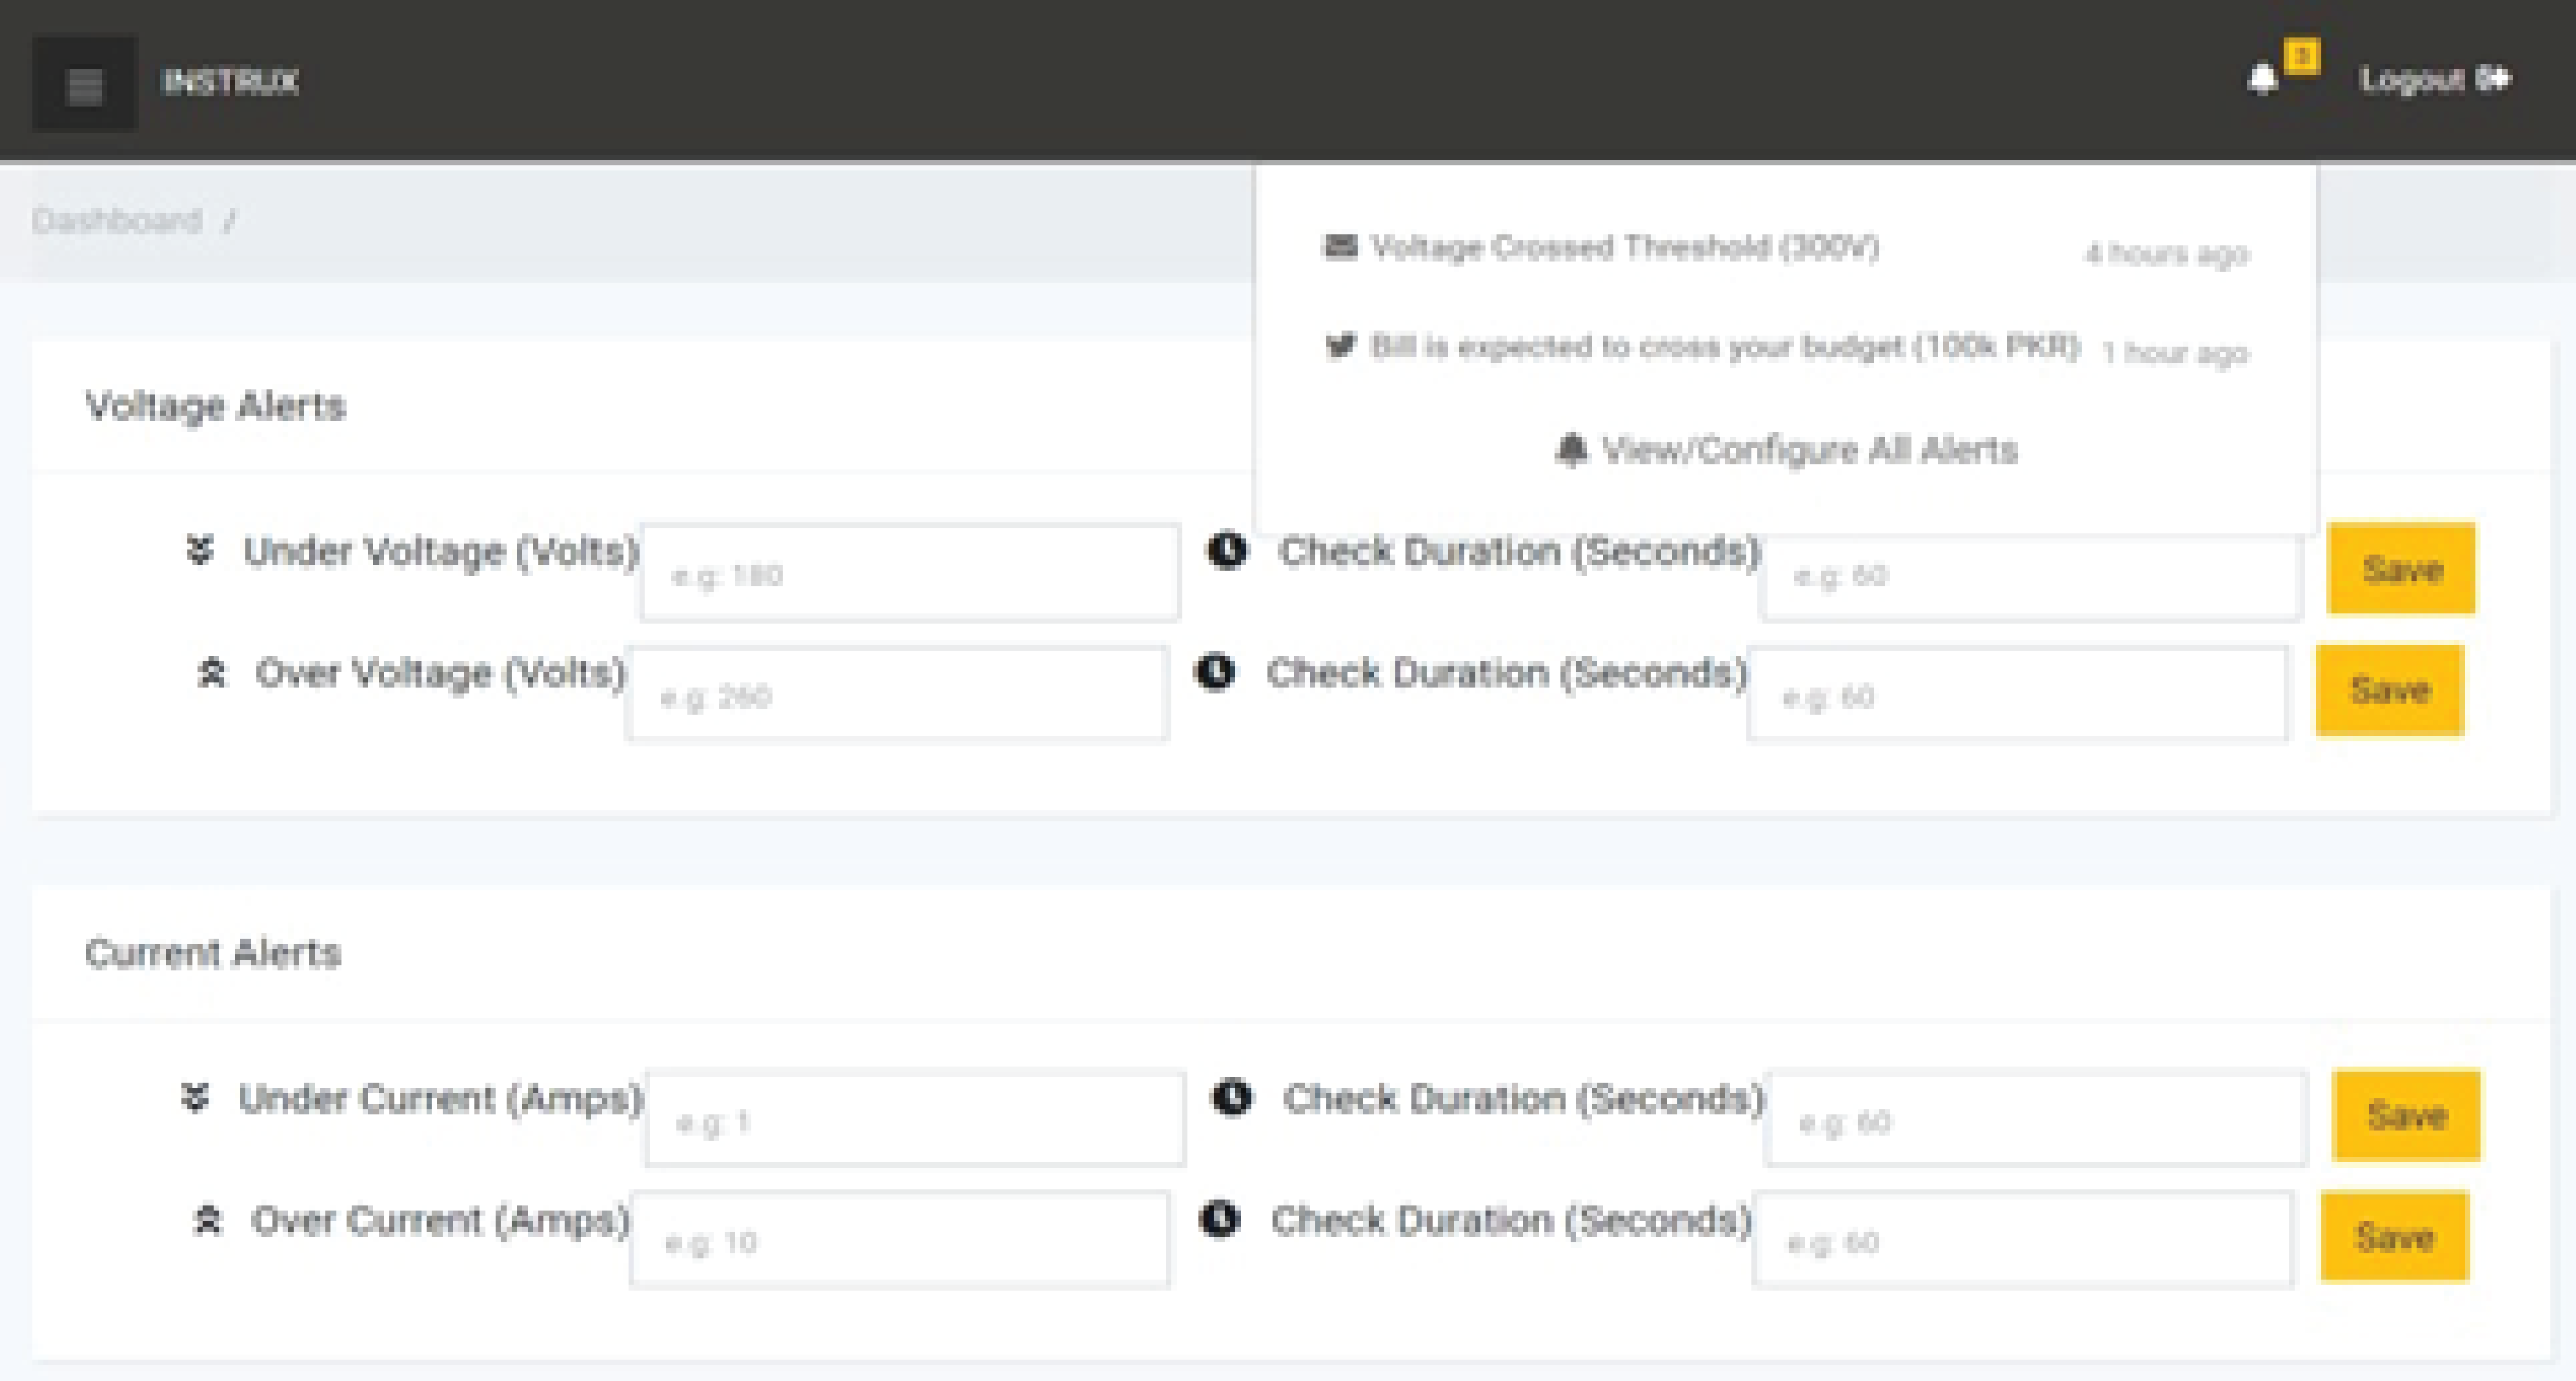 INSTRUX
3
Logout
Dashboard /
Voltage Crossed Threshold (300V) 4 hours ago
Bill is expected to cross your budget (100k PKR) 1 hour ago
View/Configure All Alerts
Voltage Alerts
Under Voltage (Volts) e.g: 180 Check Duration (Seconds) e.g: 60 Save
Over Voltage (Volts) e.g: 260 Check Duration (Seconds) e.g: 60 Save
Current Alerts
Under Current (Amps) e.g: 1 Check Duration (Seconds) e.g: 60 Save
Over Current (Amps) e.g: 10 Check Duration (Seconds) e.g: 60 Save